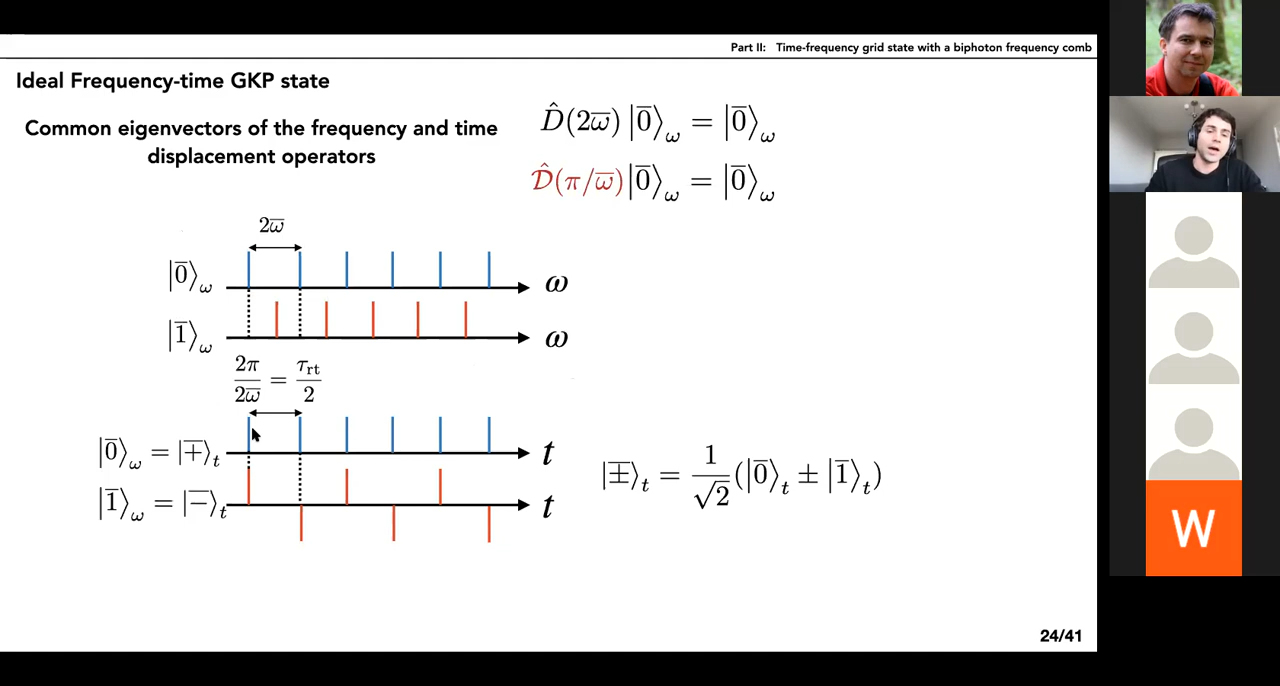 Part II: Time-frequency grid state with a biphoton frequency comb
Ideal Frequency-time GKP state
Common eigenvectors of the frequency and time
displacement operators
D̂(2ω̅)|0̅⟩_ω = |0̅⟩_ω
𝒟̂(π/ω̅)|0̅⟩_ω = |0̅⟩_ω
2ω̅
|0̅⟩_ω ω
|1̅⟩_ω ω
2π/2ω̅ = τ_rt/2
|0̅⟩_ω = |+̅⟩_t t
|1̅⟩_ω = |−̅⟩_t t
|±̅⟩_t = 1/√2 (|0̅⟩_t ± |1̅⟩_t)
24/41
W